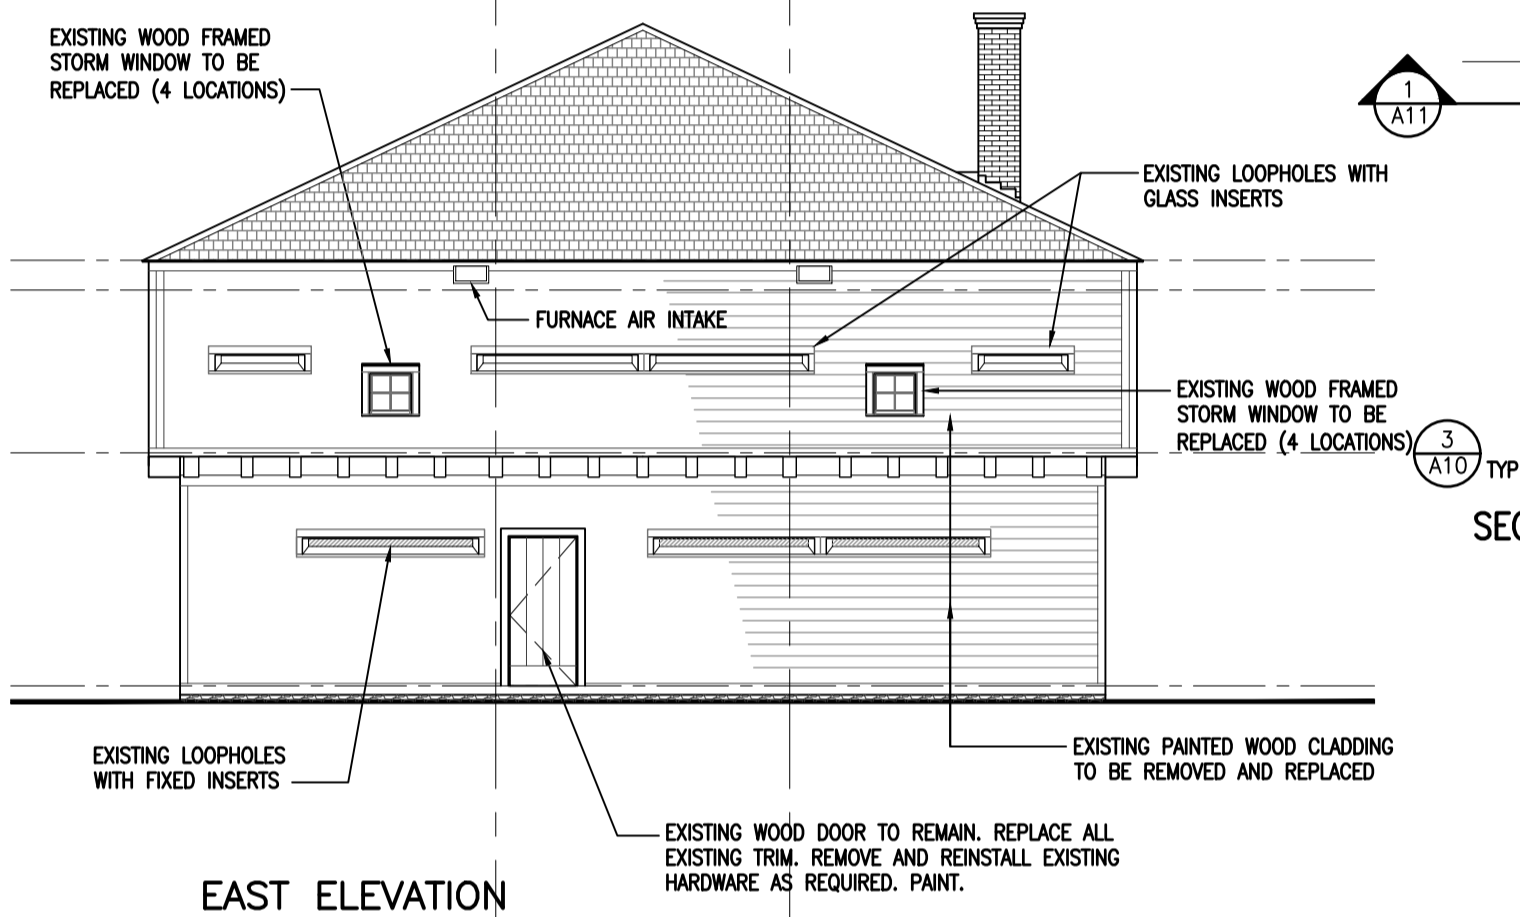 EXISTING WOOD FRAMED
STORM WINDOW TO BE
REPLACED (4 LOCATIONS)
1
A11
EXISTING LOOPHOLES WITH
GLASS INSERTS
FURNACE AIR INTAKE
EXISTING WOOD FRAMED
STORM WINDOW TO BE
REPLACED (4 LOCATIONS)
3
A10
TYP
SEC
EXISTING LOOPHOLES
WITH FIXED INSERTS
EXISTING PAINTED WOOD CLADDING
TO BE REMOVED AND REPLACED
EXISTING WOOD DOOR TO REMAIN. REPLACE ALL
EXISTING TRIM. REMOVE AND REINSTALL EXISTING
HARDWARE AS REQUIRED. PAINT.
EAST ELEVATION